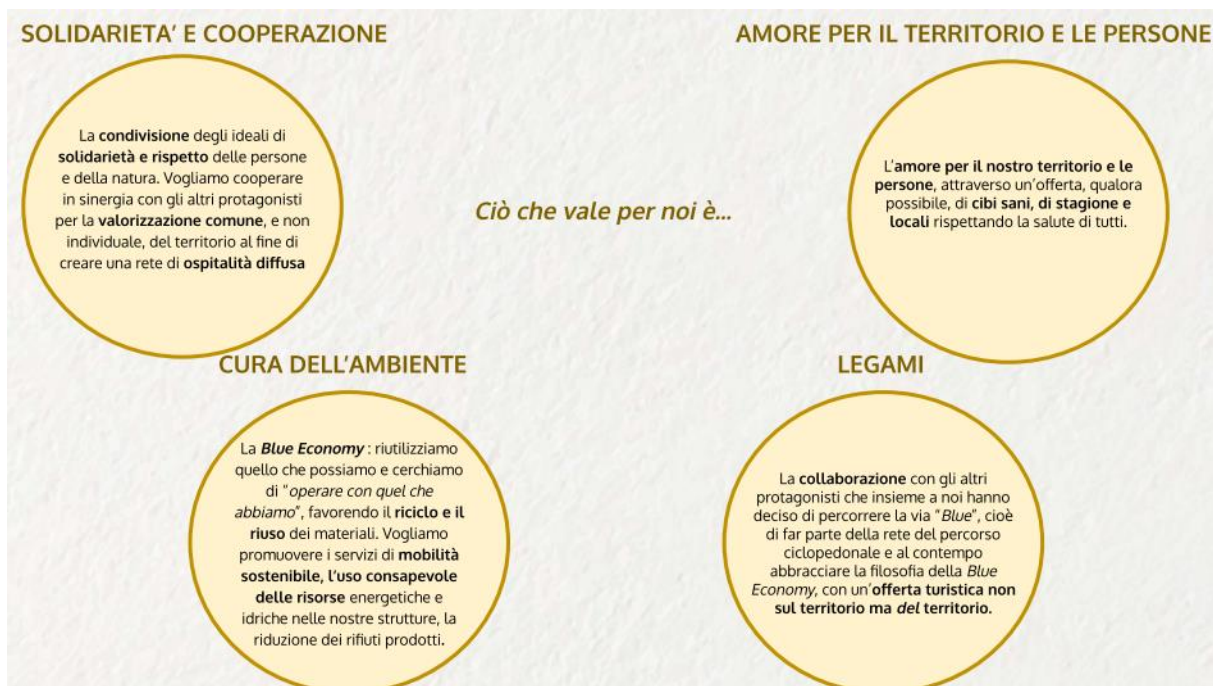 SOLIDARIETA' E COOPERAZIONE
La condivisione degli ideali di
solidarietà e rispetto delle persone
e della natura. Vogliamo cooperare
in sinergia con gli altri protagonisti
per la valorizzazione comune, e non
individuale, del territorio al fine di
creare una rete di ospitalità diffusa
Ciò che vale per noi è...
AMORE PER IL TERRITORIO E LE PERSONE
L'amore per il nostro territorio e le
persone, attraverso un'offerta, qualora
possibile, di cibi sani, di stagione e
locali rispettando la salute di tutti.
CURA DELL'AMBIENTE
La Blue Economy : riutilizziamo
quello che possiamo e cerchiamo
di "operare con quel che
abbiamo", favorendo il riciclo e il
riuso dei materiali. Vogliamo
promuovere i servizi di mobilità
sostenibile, l'uso consapevole
delle risorse energetiche e
idriche nelle nostre strutture, la
riduzione dei rifiuti prodotti.
LEGAMI
La collaborazione con gli altri
protagonisti che insieme a noi hanno
deciso di percorrere la via "Blue", cioè
di far parte della rete del percorso
ciclopedonale e al contempo
abbracciare la filosofia della Blue
Economy, con un'offerta turistica non
sul territorio ma del territorio.